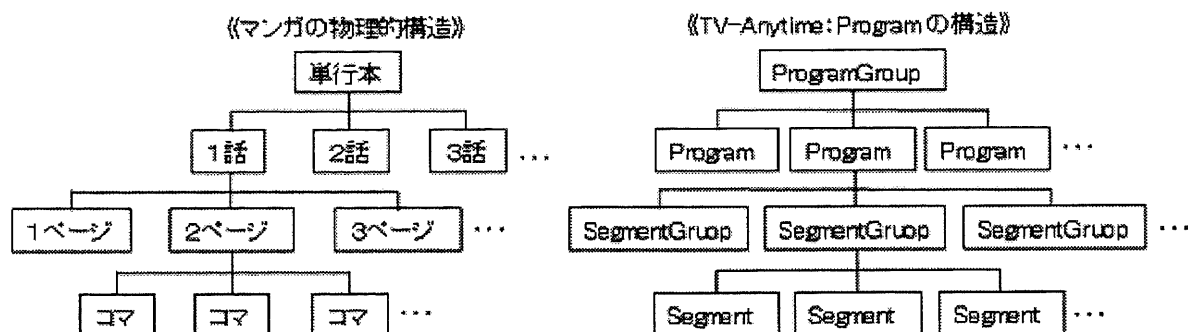 《マンガの物理的構造》
単行本
1話 2話 3話 ・・・
1ページ 2ページ 3ページ ・・・
コマ コマ コマ ・・・
《TV-Anytime:Programの構造》
ProgramGroup
Program Program Program ・・・
SegmentGruop SegmentGruop SegmentGruop ・・・
Segment Segment Segment ・・・